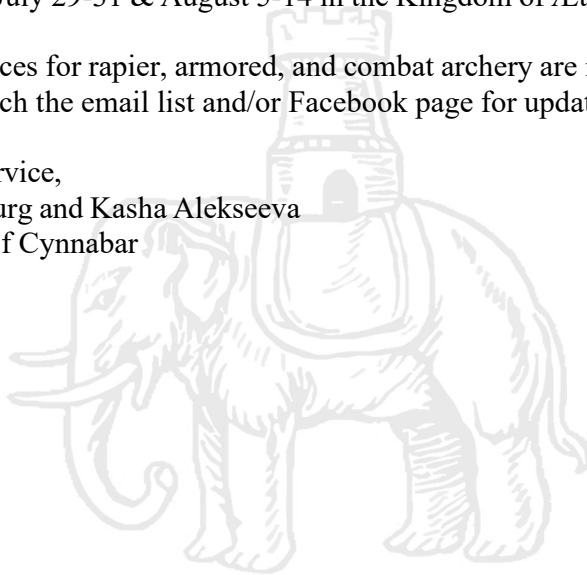 July 29-31 & August 5-14 in the Kingdom of Æt
ces for rapier, armored, and combat archery are
ch the email list and/or Facebook page for updat
rvice,
urg and Kasha Alekseeva
f Cynnabar